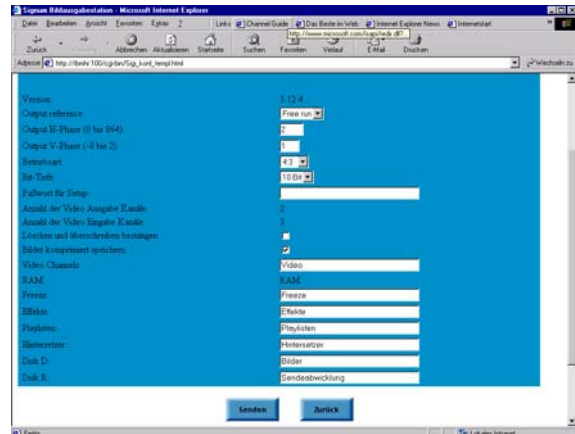 Signum Bildausgabestation - Microsoft Internet Explorer
Datei Bearbeiten Ansicht Favoriten Extras ? Links Channel Guide Das Beste im Web Internet Explorer News Internetstart
Zurück Abbrechen Aktualisieren Startseite Suchen Favoriten Verlauf E-Mail Drucken
Adresse Wechseln zu
Version: 3.12.4
Output reference: Free run
Output H-Phase (0 bis 864): 2
Output V-Phase (-8 bis 2): 1
Betriebsart: 4:3
Bit-Tiefe: 10 Bit
Paßwort für Setup:
Anzahl der Video Ausgabe Kanäle: 2
Anzahl der Video Eingabe Kanäle:
Löschen und überschreiben bestätigen:
Bilder komprimiert speichern:
Video Channels: Video
RAM: RAM
Freeze: Freeze
Effekte: Effekte
Playlisten: Playlisten
Hintersetzer: Hintersetzer
Disk D: Bilder
Disk E: Sendeabwicklung
Senden Zurück
Fertig Lokales Intranet